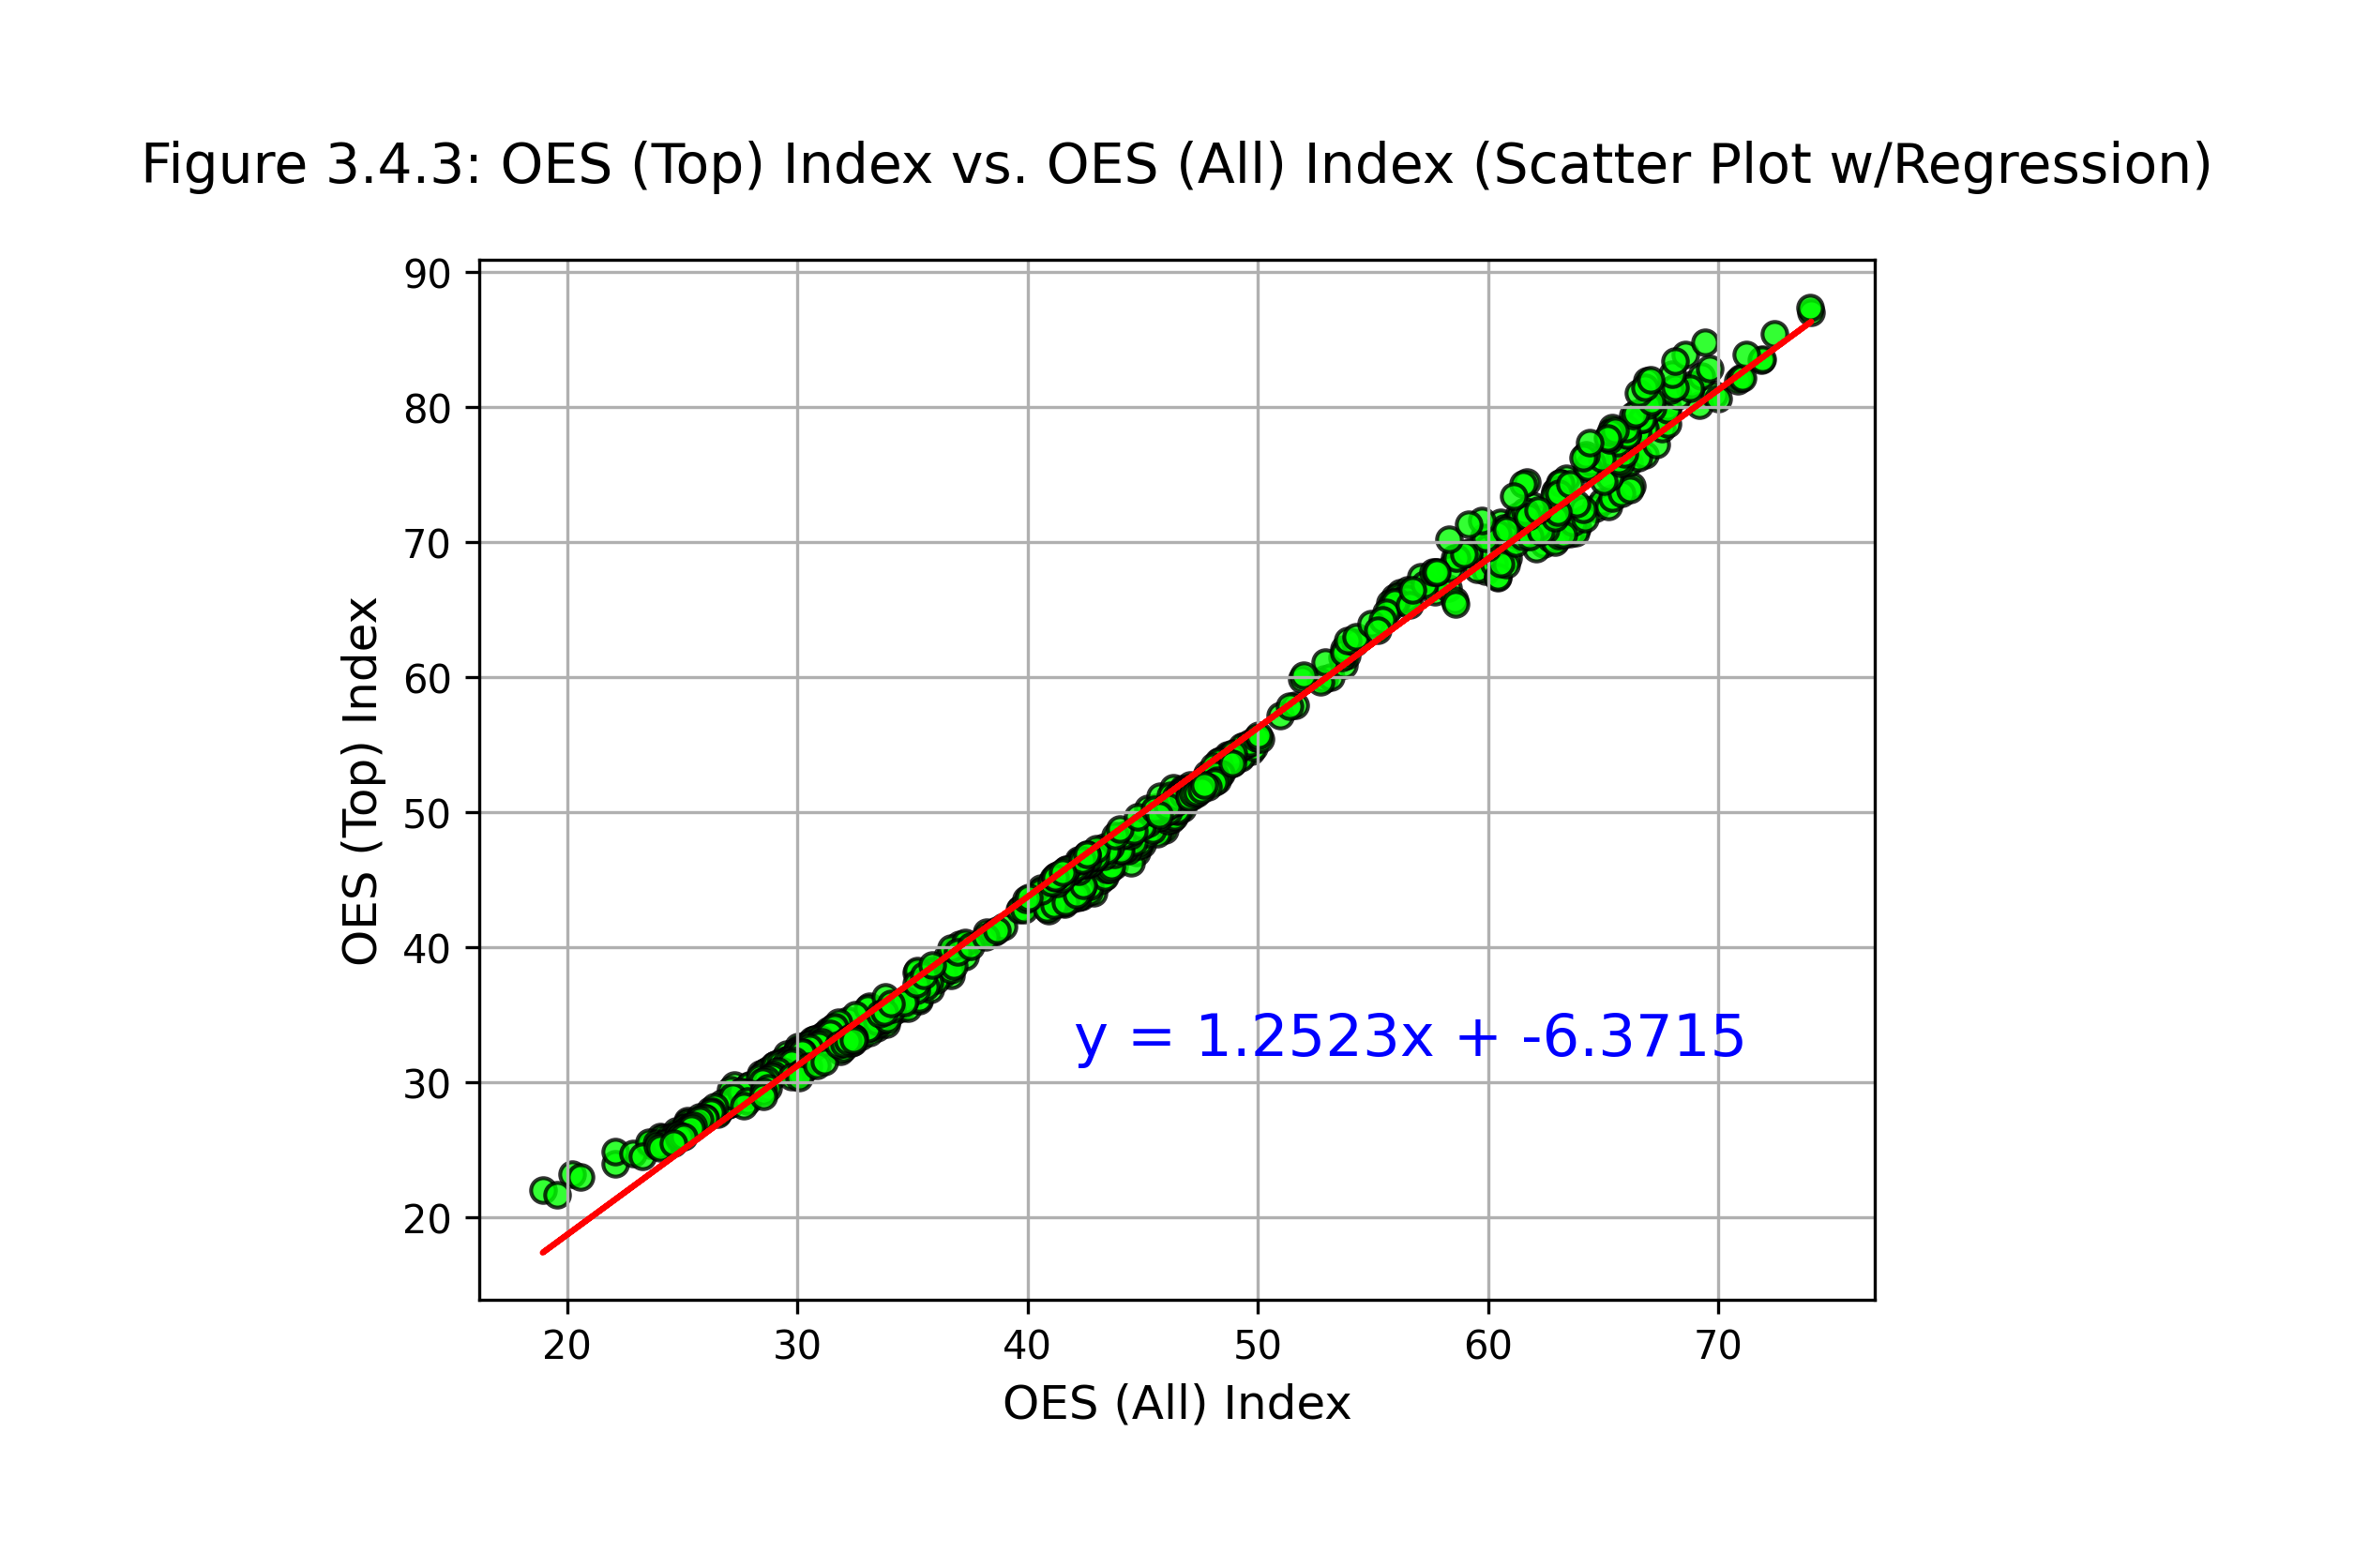 Figure 3.4.3: OES (Top) Index vs. OES (All) Index (Scatter Plot w/Regression)
90
80
70
60
50
40
30
20
OES (Top) Index
y = 1.2523x + -6.3715
20 30 40 50 60 70
OES (All) Index